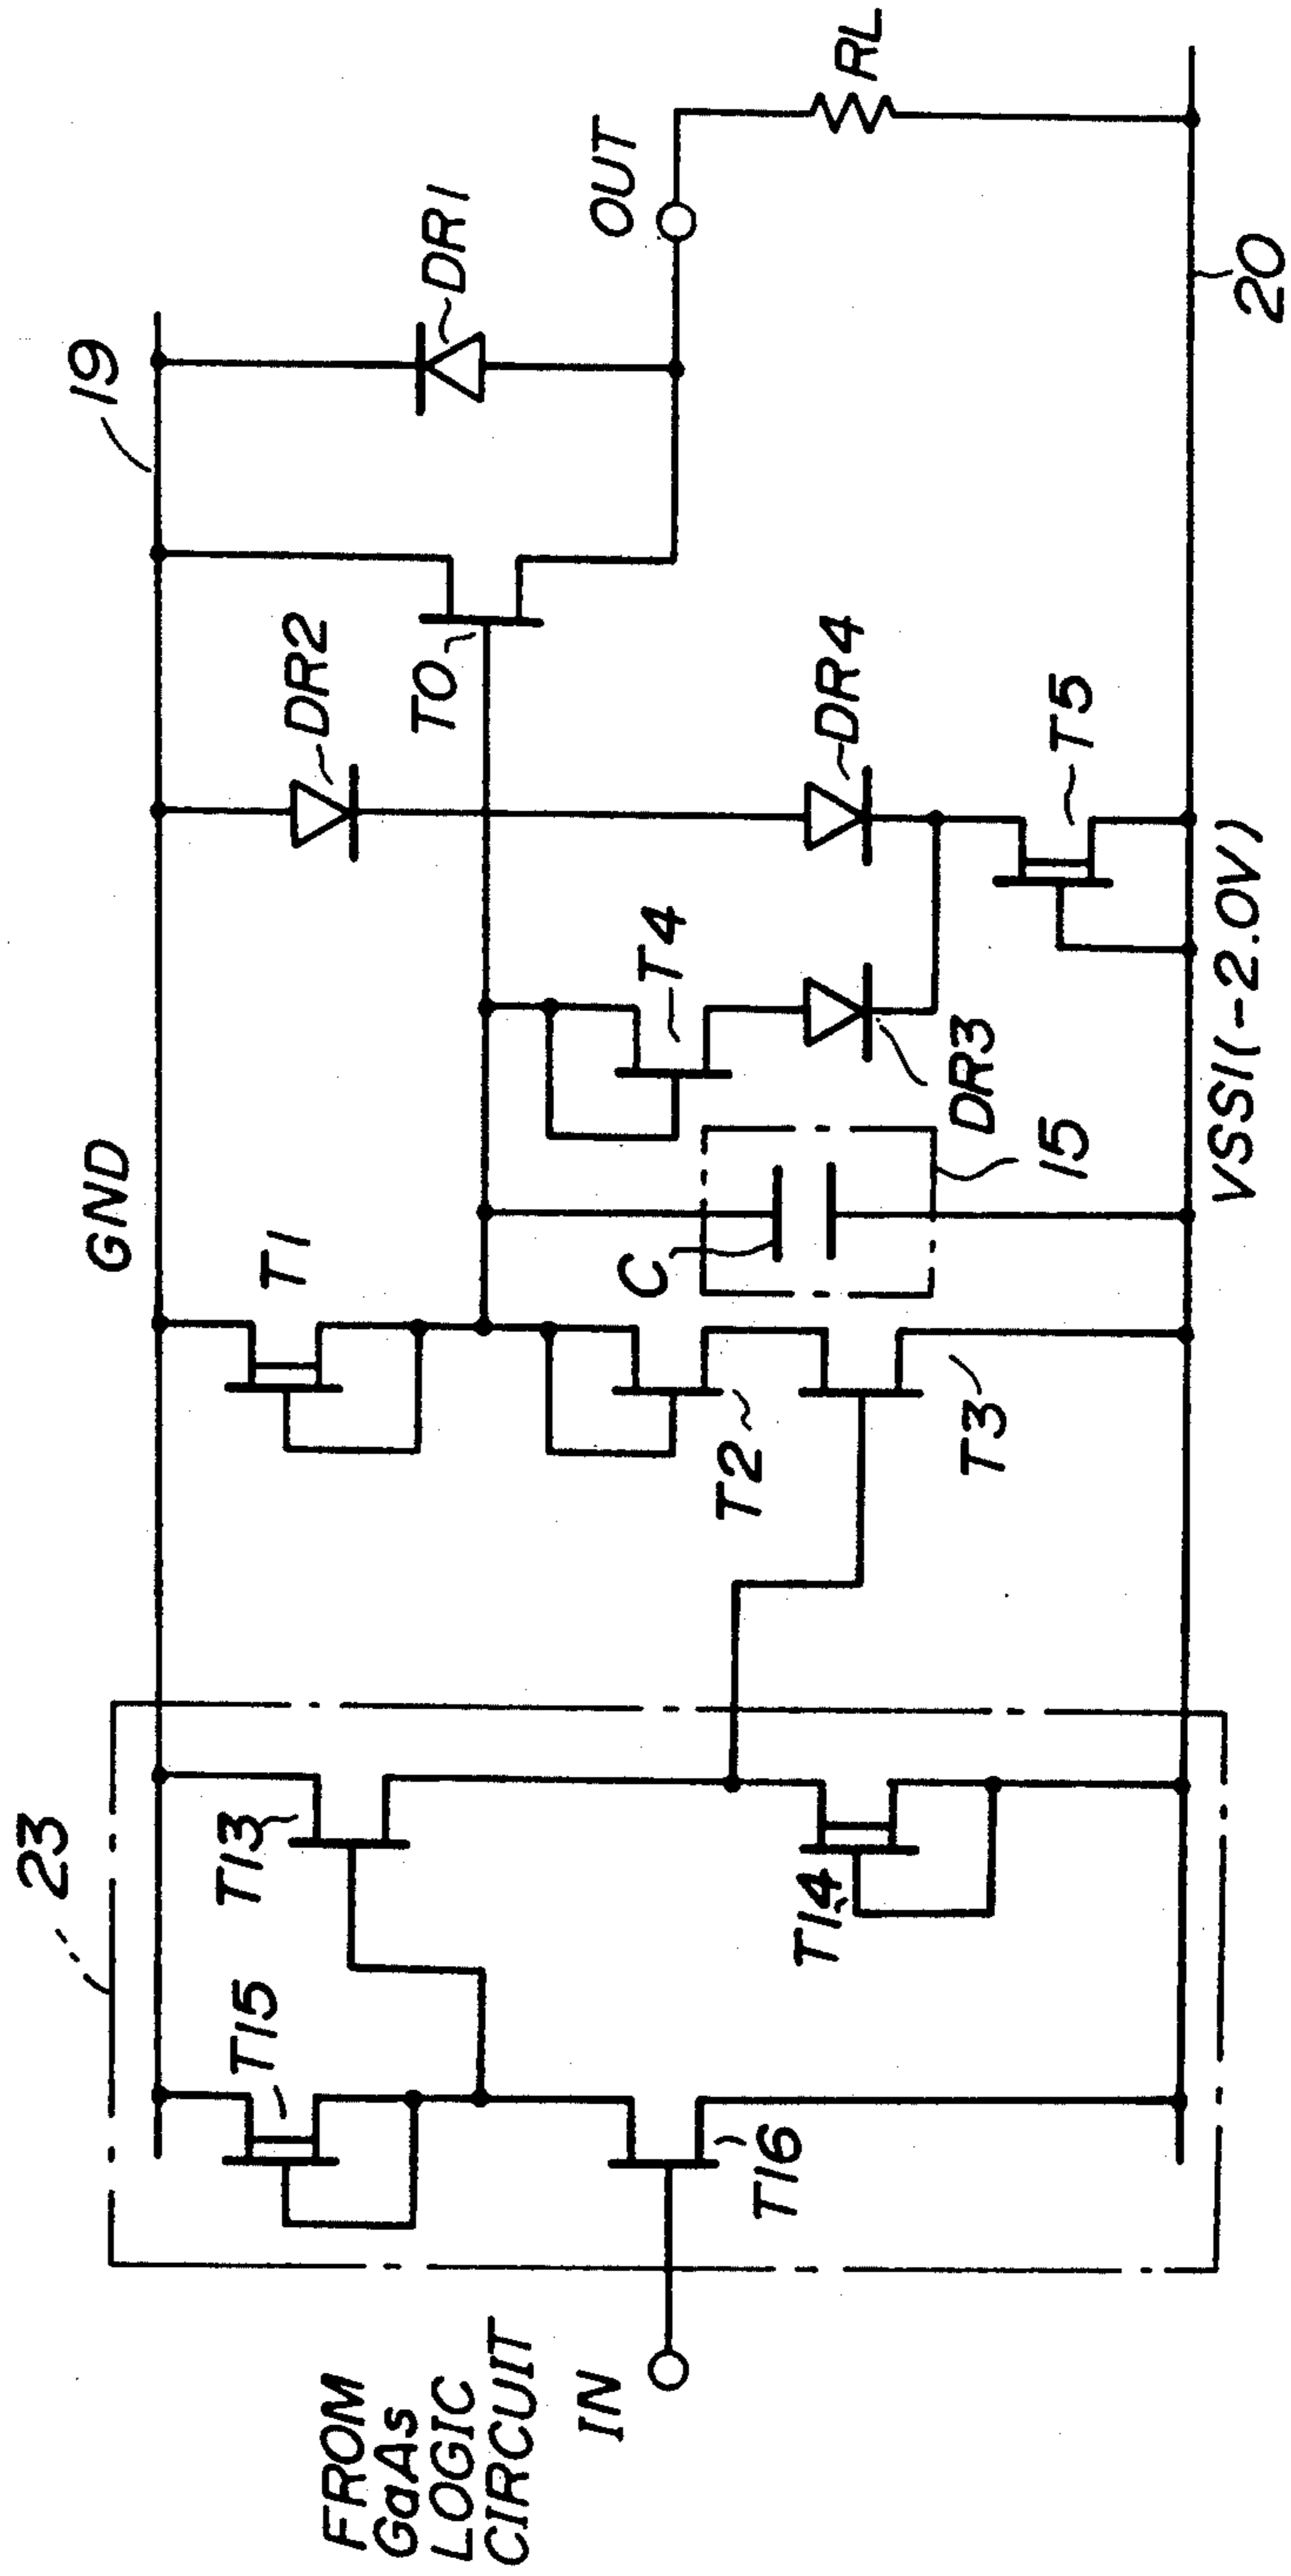 FROM
GaAs
LOGIC
CIRCUIT
IN
23
T15
T16
T13
T14
GND
T1
T2
T3
C
15
T4
DR3
DR2
DR4
T5
VSS1(-2.0V)
TO
19
DR1
OUT
RL
20